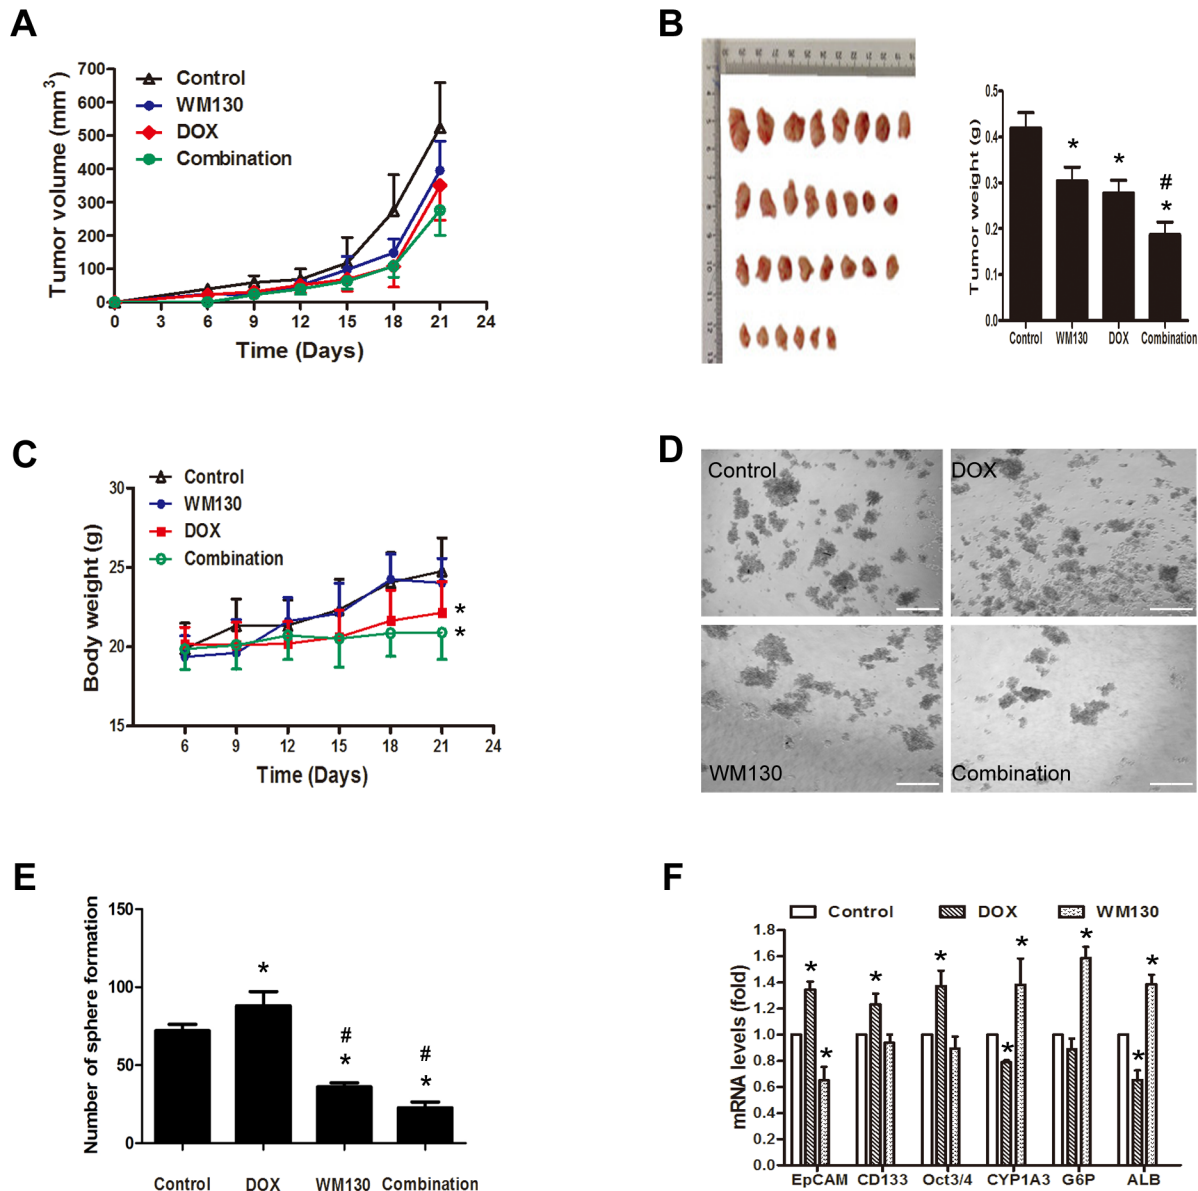 A
Control
WM130
DOX
Combination
Tumor volume (mm3)
700
600
500
400
300
200
100
0
0 3 6 9 12 15 18 21 24
Time (Days)
B
Tumor weight (g)
0.5
0.4
0.3
0.2
0.1
0.0
*
*
#
*
Control WM130 DOX Combination
C
Control
WM130
DOX
Combination
Body weight (g)
30
25
20
15
*
*
6 9 12 15 18 21 24
Time (Days)
D
Control
DOX
WM130
Combination
E
Number of sphere formation
150
100
50
0
*
#
*
#
*
Control DOX WM130 Combination
F
Control DOX WM130
mRNA levels (fold)
1.8
1.6
1.4
1.0
0.8
0.6
0.4
0.2
0.0
* * * * * * * * *
EpCAM CD133 Oct3/4 CYP1A3 G6P ALB